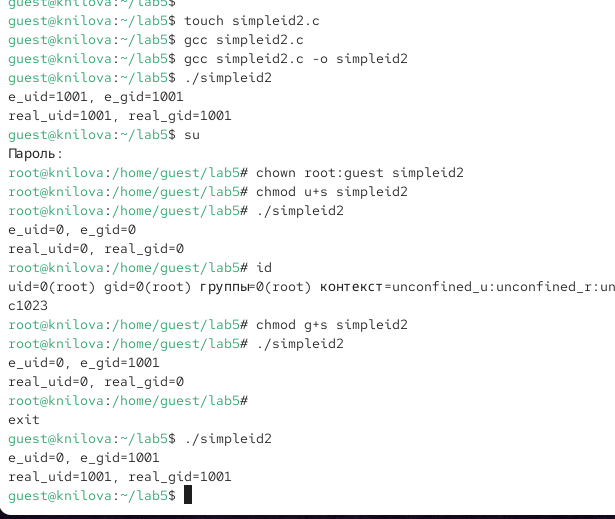 guest@knilova:~/lab5$
guest@knilova:~/lab5$ touch simpleid2.c
guest@knilova:~/lab5$ gcc simpleid2.c
guest@knilova:~/lab5$ gcc simpleid2.c -o simpleid2
guest@knilova:~/lab5$ ./simpleid2
e_uid=1001, e_gid=1001
real_uid=1001, real_gid=1001
guest@knilova:~/lab5$ su
Пароль:
root@knilova:/home/guest/lab5# chown root:guest simpleid2
root@knilova:/home/guest/lab5# chmod u+s simpleid2
root@knilova:/home/guest/lab5# ./simpleid2
e_uid=0, e_gid=0
real_uid=0, real_gid=0
root@knilova:/home/guest/lab5# id
uid=0(root) gid=0(root) группы=0(root) контекст=unconfined_u:unconfined_r:un
c1023
root@knilova:/home/guest/lab5# chmod g+s simpleid2
root@knilova:/home/guest/lab5# ./simpleid2
e_uid=0, e_gid=1001
real_uid=0, real_gid=0
root@knilova:/home/guest/lab5#
exit
guest@knilova:~/lab5$ ./simpleid2
e_uid=0, e_gid=1001
real_uid=1001, real_gid=1001
guest@knilova:~/lab5$